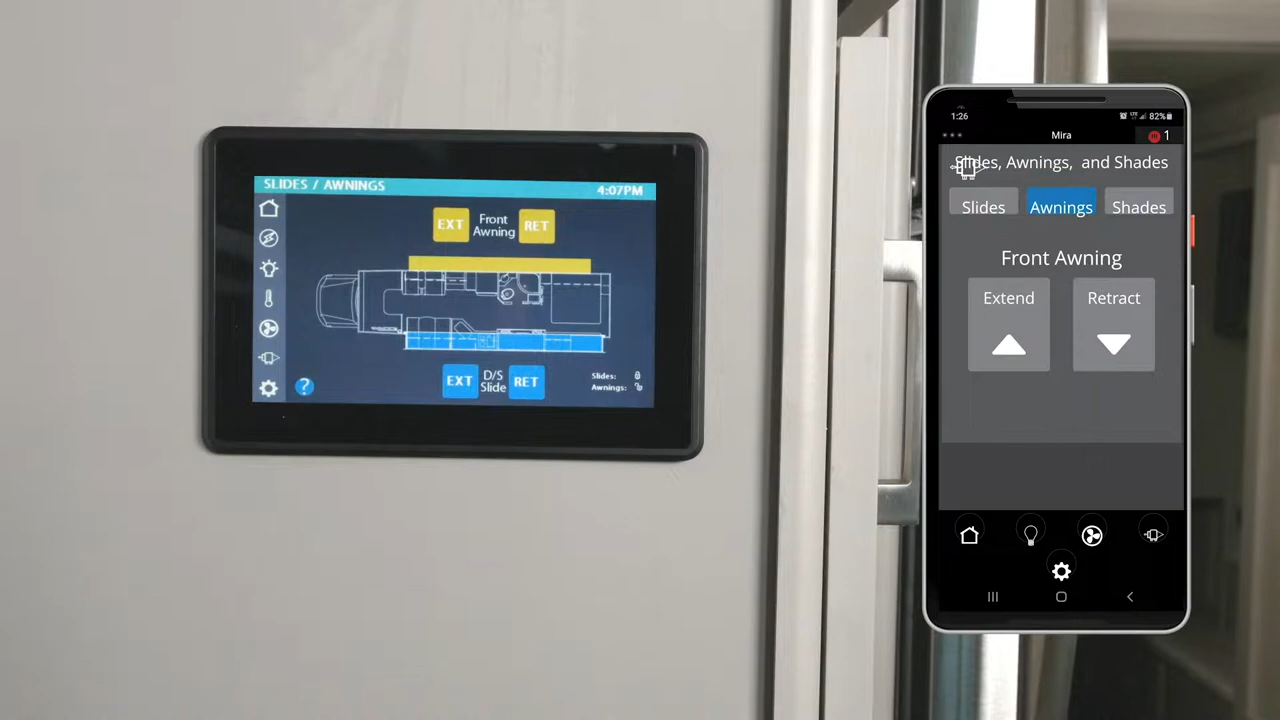 SLIDES / AWNINGS
4:07PM
EXT
Front
Awning
RET
EXT
D/S
Slide
RET
?
Slides:
Awnings:
1:26
LTE
82%
Mira
1
Slides, Awnings, and Shades
Slides
Awnings
Shades
Front Awning
Extend
Retract